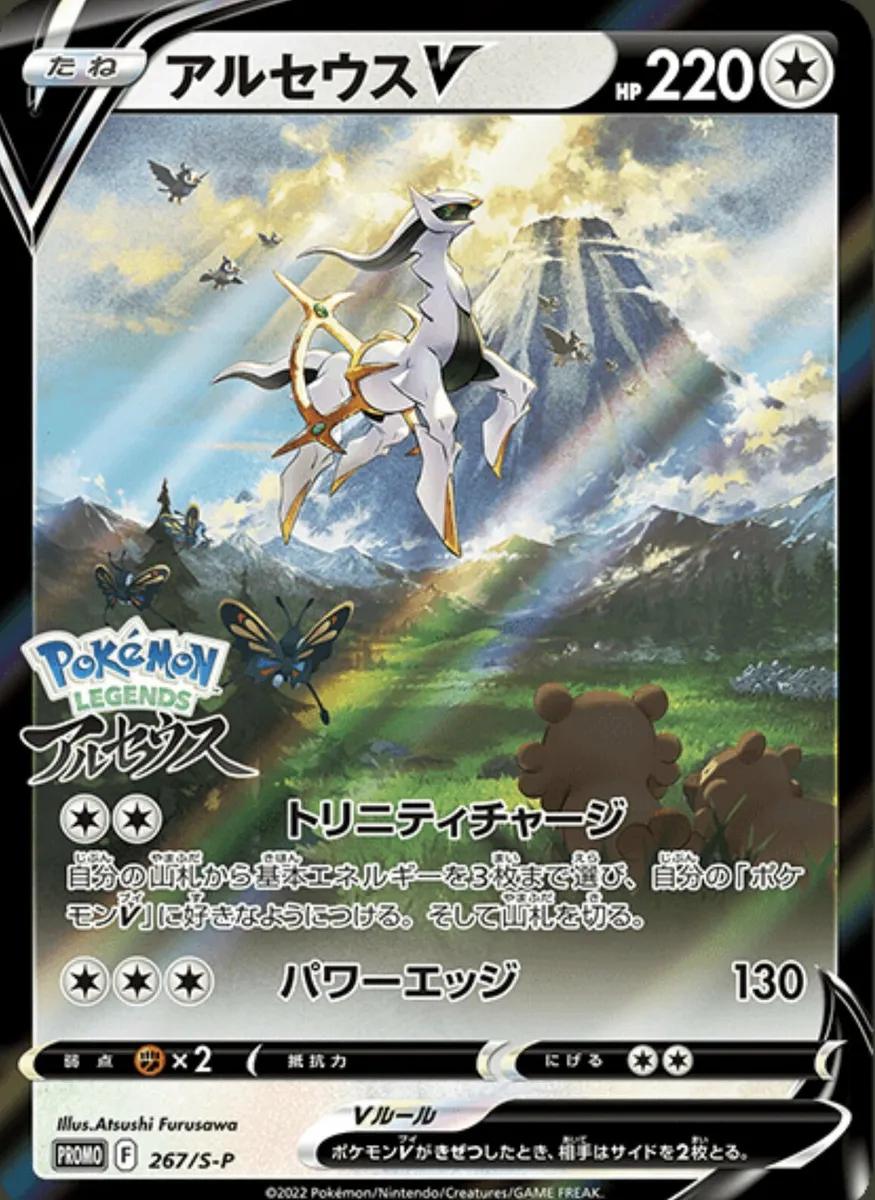 たね
アルセウスV
HP 220
POKéMON
LEGENDS
アルセウス
トリニティチャージ
自分の山札から基本エネルギーを3枚まで選び、自分の「ポケ
モンV」に好きなようにつける。そして山札を切る。
パワーエッジ 130
弱点 ×2 抵抗力 にげる
Illus.Atsushi Furusawa
Vルール
ポケモンVがきぜつしたとき、相手はサイドを2枚とる。
PROMO F 267/S-P
©2022 Pokémon/Nintendo/Creatures/GAME FREAK.